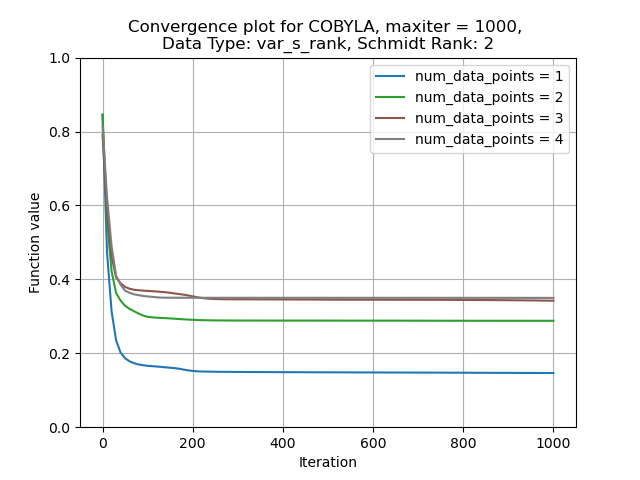 Convergence plot for COBYLA, maxiter = 1000,
Data Type: var_s_rank, Schmidt Rank: 2
num_data_points = 1
num_data_points = 2
num_data_points = 3
num_data_points = 4
Function value
1.0
0.8
0.6
0.4
0.2
0.0
0 200 400 600 800 1000
Iteration